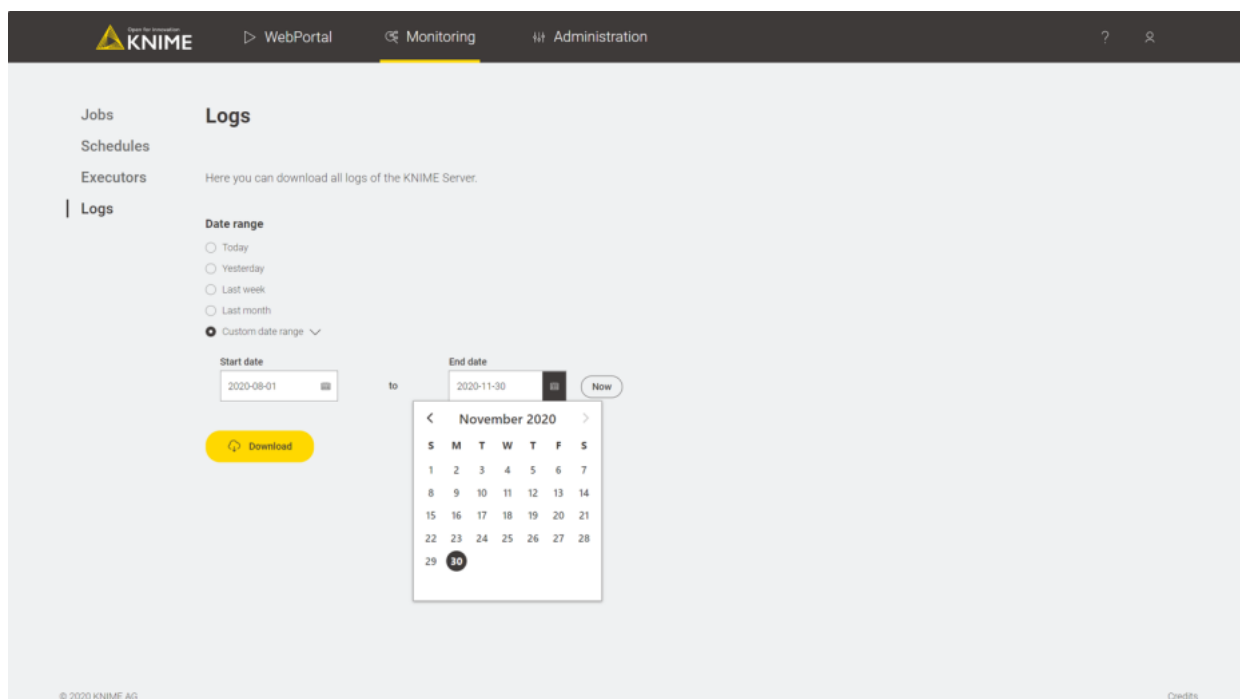 Open for Innovation
KNIME
WebPortal
Monitoring
Administration
?
Jobs
Schedules
Executors
Logs
Logs
Here you can download all logs of the KNIME Server.
Date range
Today
Yesterday
Last week
Last month
Custom date range
Start date
End date
2020-08-01
to
2020-11-30
Now
Download
November 2020
S M T W T F S
1 2 3 4 5 6 7
8 9 10 11 12 13 14
15 16 17 18 19 20 21
22 23 24 25 26 27 28
29 30
© 2020 KNIME AG
Credits